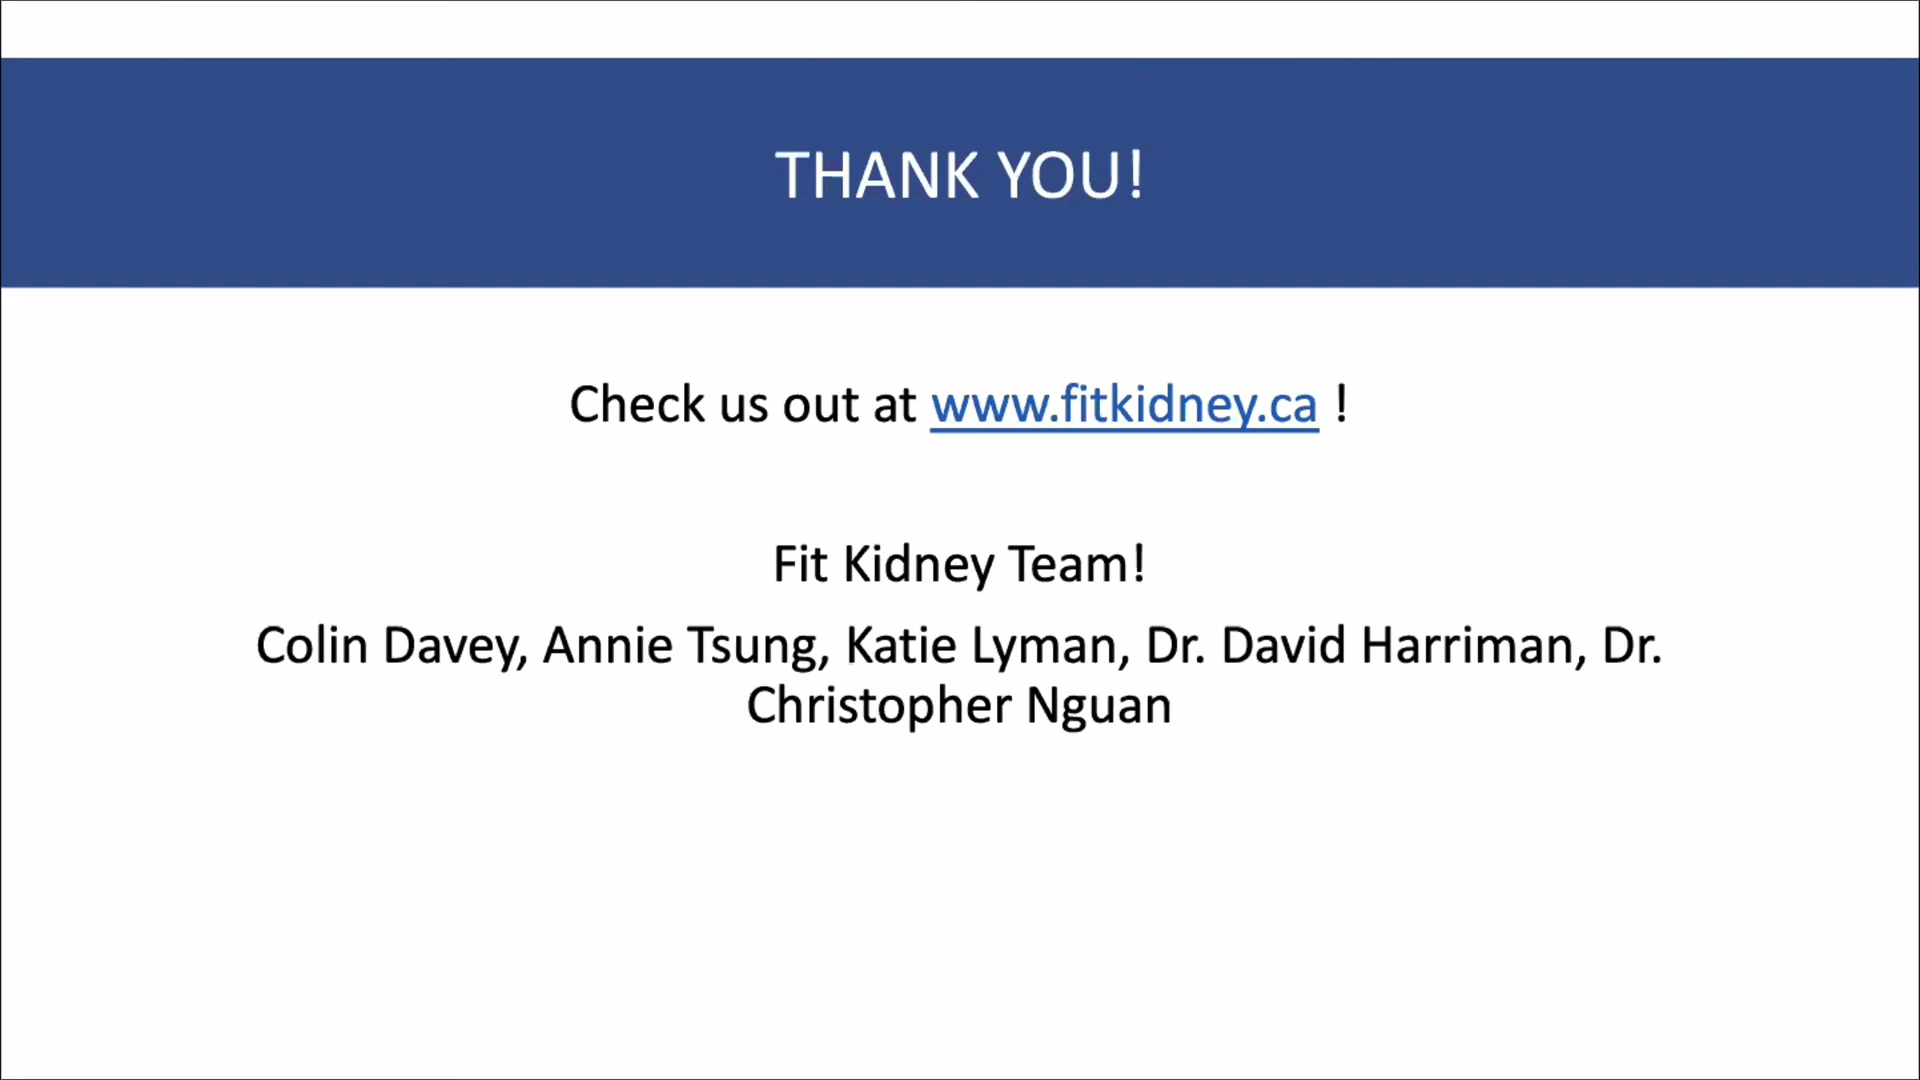 THANK YOU!
Check us out at www.fitkidney.ca !
Fit Kidney Team!
Colin Davey, Annie Tsung, Katie Lyman, Dr. David Harriman, Dr.
Christopher Nguan